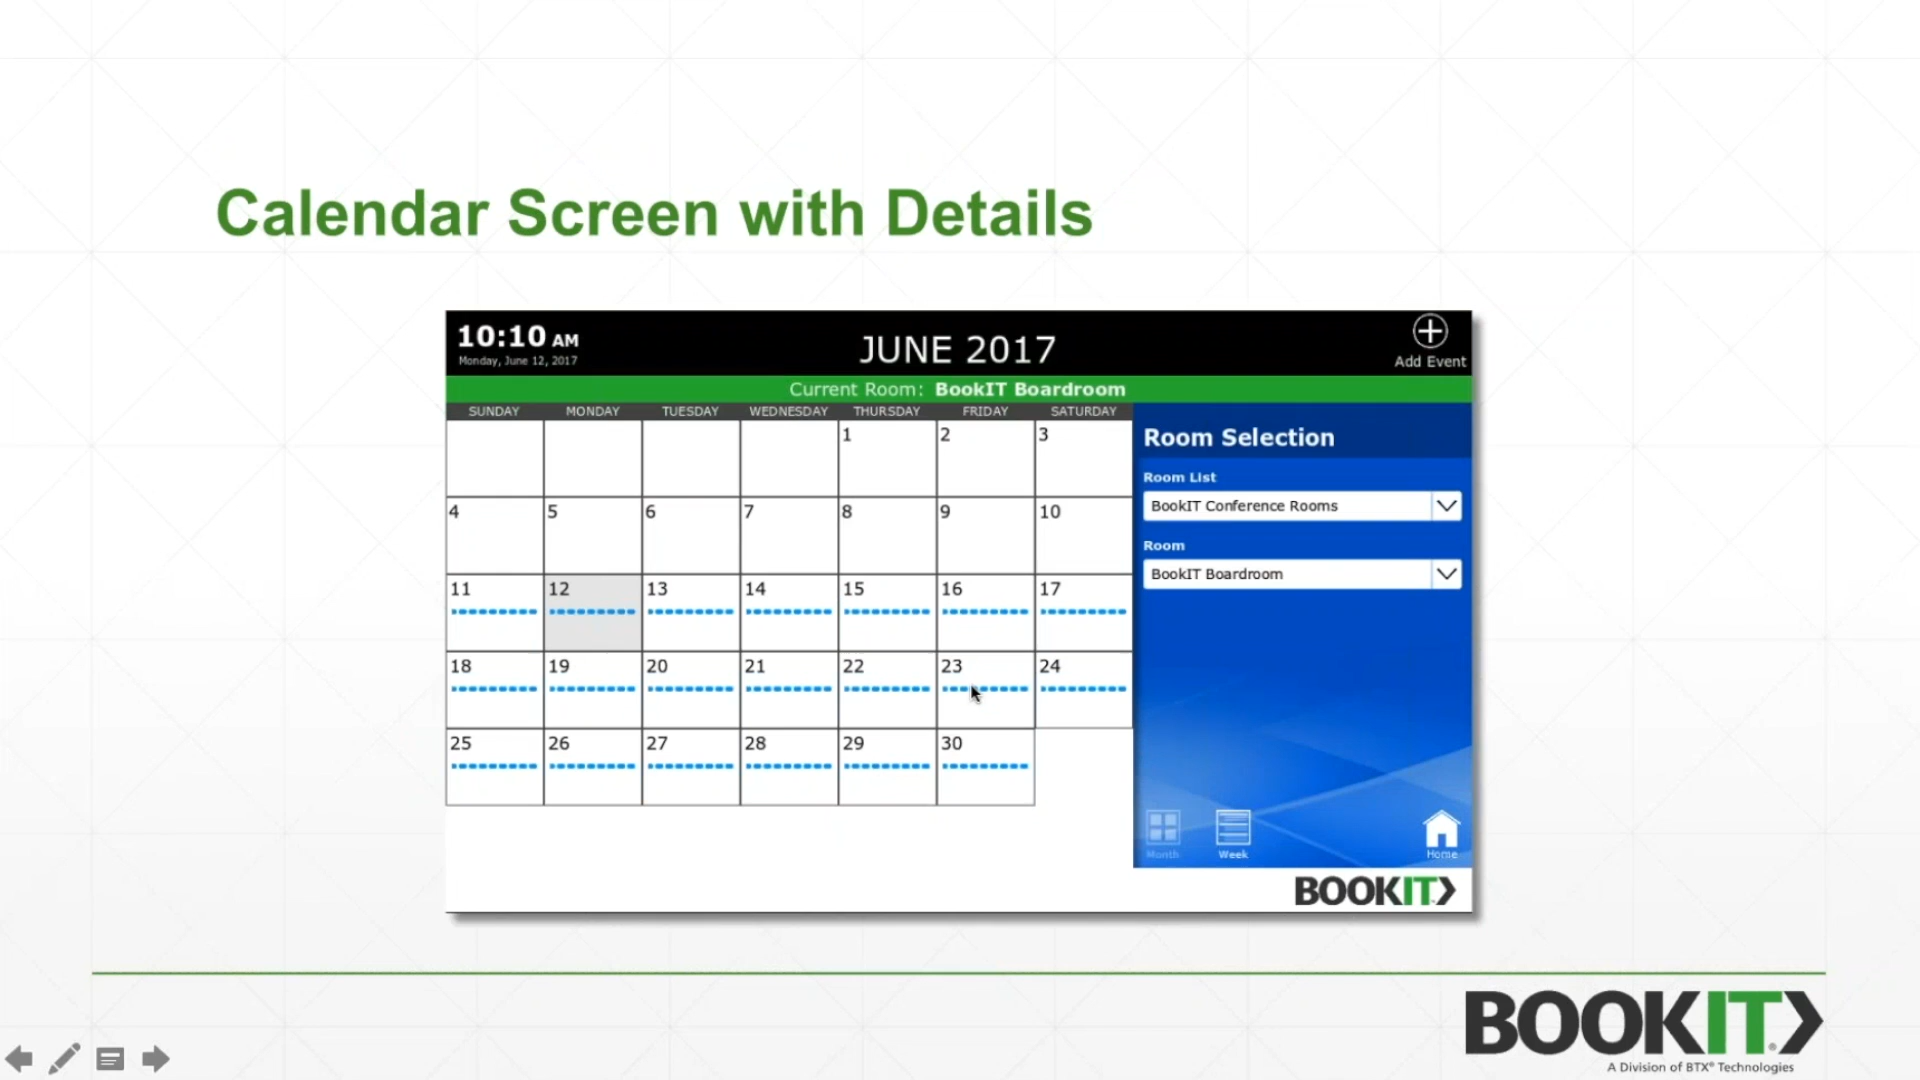 Calendar Screen with Details
10:10 AM
Monday, June 12, 2017
JUNE 2017
Add Event
Current Room: BookIT Boardroom
SUNDAY MONDAY TUESDAY WEDNESDAY THURSDAY FRIDAY SATURDAY
1 2 3
4 5 6 7 8 9 10
11 12 13 14 15 16 17
18 19 20 21 22 23 24
25 26 27 28 29 30
Room Selection
Room List
BookIT Conference Rooms
Room
BookIT Boardroom
Month Week Home
BOOKIT
BOOKIT®
A Division of BTX® Technologies